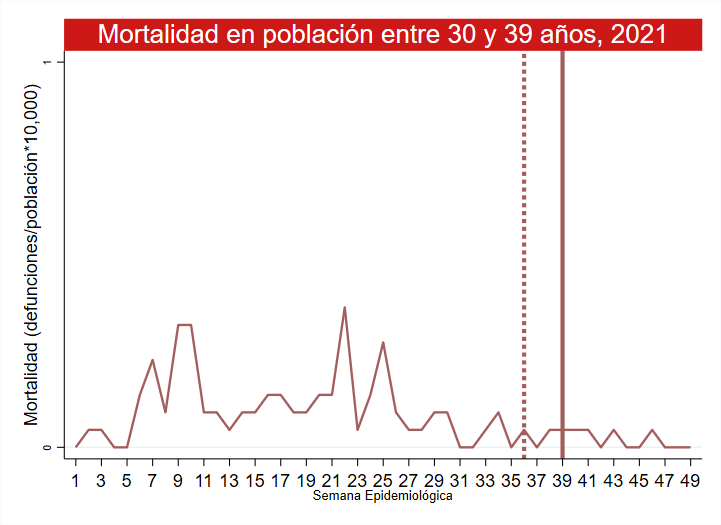 Mortalidad en población entre 30 y 39 años, 2021
Mortalidad (defunciones/población*10,000)
1
0
1 3 5 7 9 11 13 15 17 19 21 23 25 27 29 31 33 35 37 39 41 43 45 47 49
Semana Epidemiológica